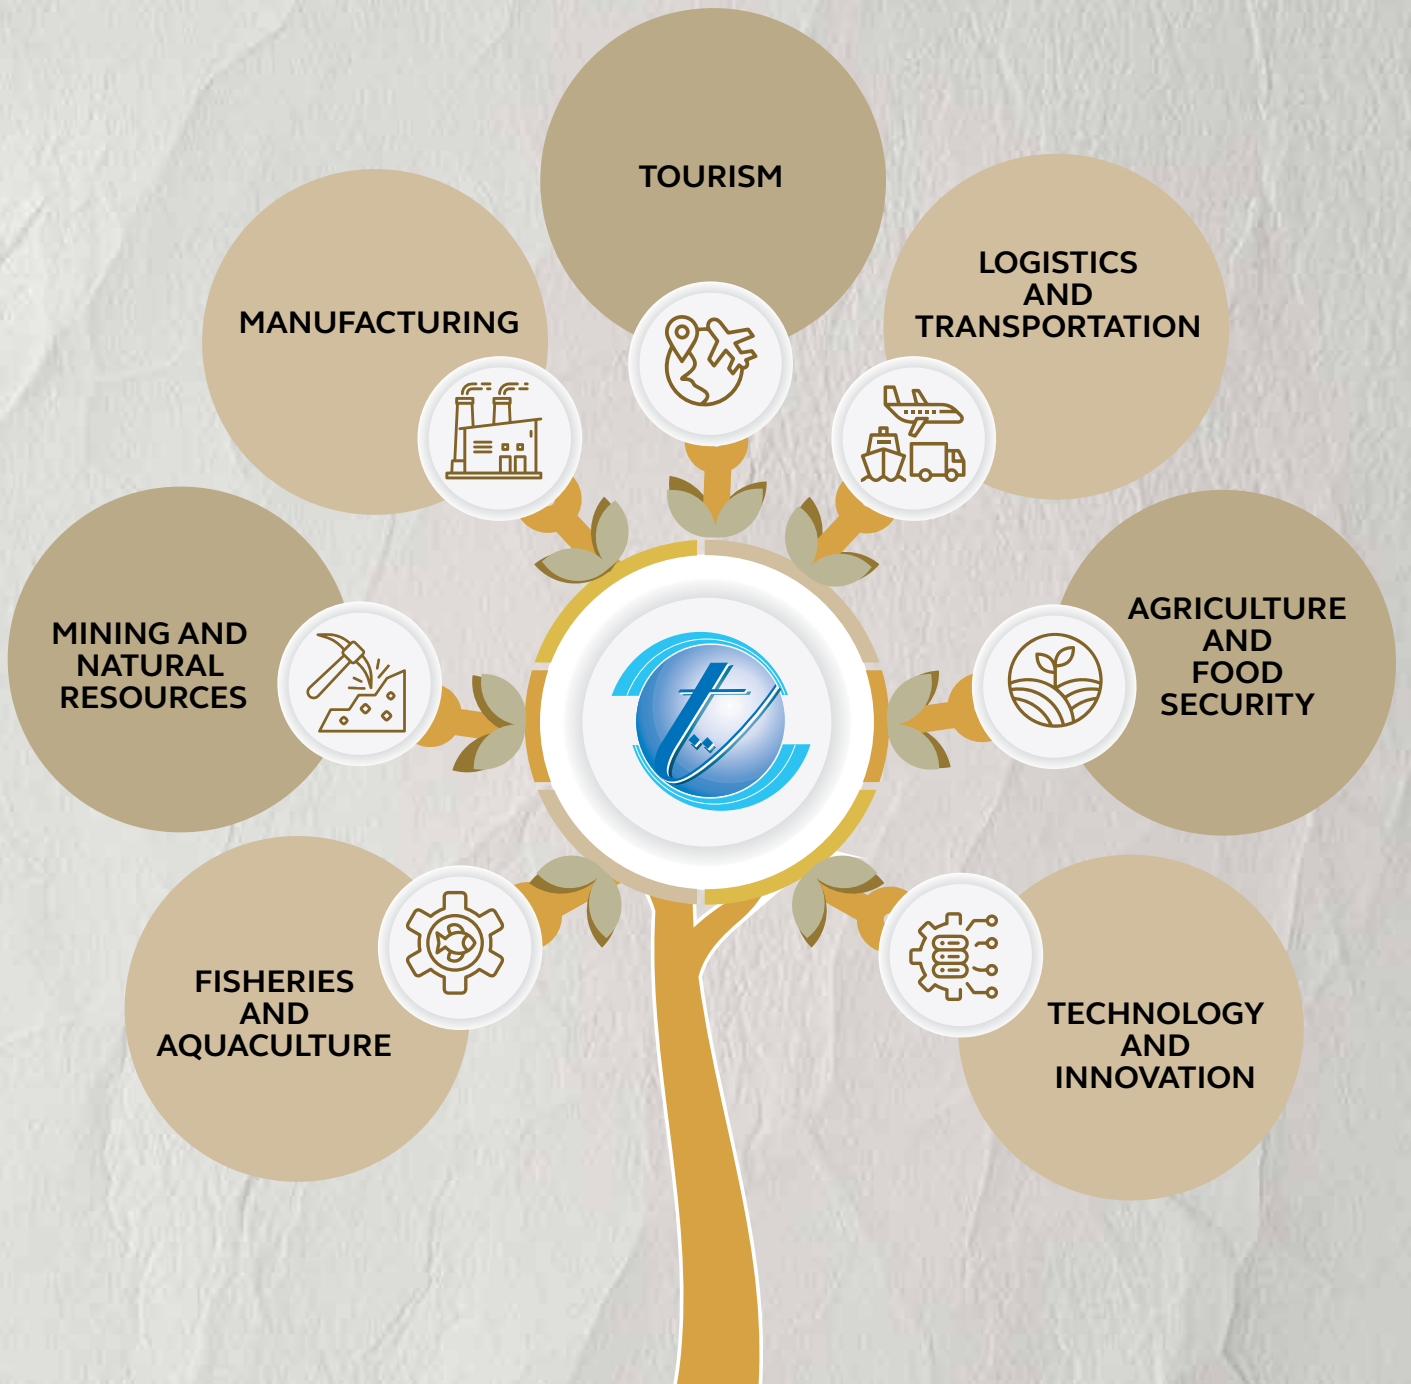 TOURISM
MANUFACTURING
LOGISTICS
AND
TRANSPORTATION
MINING AND
NATURAL
RESOURCES
AGRICULTURE
AND
FOOD
SECURITY
FISHERIES
AND
AQUACULTURE
TECHNOLOGY
AND
INNOVATION